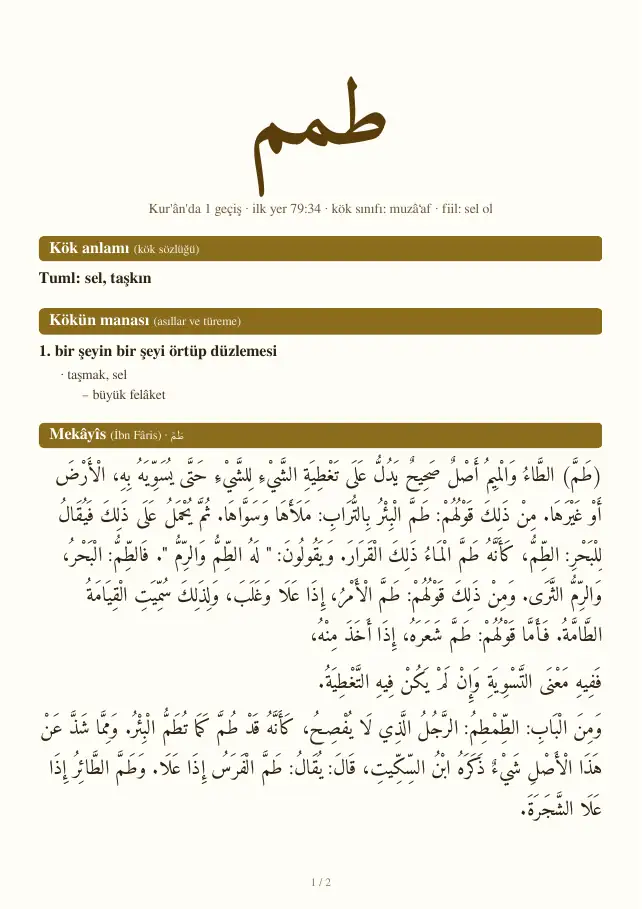 طمم
Kur'ân'da 1 geçiş · ilk yer 79:34 · kök sınıfı: muzâ'af · fiil: sel ol
Kök anlamı (kök sözlüğü)
Tuml: sel, taşkın
Kökün manası (asıllar ve türeme)
1. bir şeyin bir şeyi örtüp düzlemesi
· taşmak, sel
– büyük felâket
Mekâyîs (İbn Fâris) · طَمَّ
(طَمَّ) الطَّاءُ وَالْمِيمُ أَصْلٌ صَحِيحٌ يَدُلُّ عَلَى تَغْطِيَةِ الشَّيْءِ لِلشَّيْءِ حَتَّى يُسَوِّيَهُ بِهِ، الْأَرْضَ
أَوْ غَيْرَهَا. مِنْ ذَلِكَ قَوْلُهُمْ: طَمَّ الْبِئْرُ بِالتُّرَابِ: مَلَأَهَا وَسَوَّاهَا. ثُمَّ يُحْمَلُ عَلَى ذَلِكَ فَيُقَالُ
لِلْبَحْرِ: الطِّمُّ، كَأَنَّهُ طَمَّ الْمَاءُ ذَلِكَ الْقَرَارَ. وَيَقُولُونَ: " لَهُ الطِّمُّ وَالرِّمُّ ". فَالطِّمُّ: الْبَحْرُ،
وَالرِّمُّ الثَّرَى. وَمِنْ ذَلِكَ قَوْلُهُمْ: طَمَّ الْأَمْرُ، إِذَا عَلَا وَغَلَبَ، وَلِذَلِكَ سُمِّيَتِ الْقِيَامَةُ
الطَّامَّةُ. فَأَمَّا قَوْلُهُمْ: طَمَّ شَعَرَهُ، إِذَا أَخَذَ مِنْهُ،
فَفِيهِ مَعْنَى التَّسْوِيَةِ وَإِنْ لَمْ يَكُنْ فِيهِ التَّغْطِيَةُ.
وَمِنَ الْبَابِ: الطِّمْطِمُ: الرَّجُلُ الَّذِي لَا يُفْصِحُ، كَأَنَّهُ قَدْ طُمَّ كَمَا تُطَمُّ الْبِئْرُ. وَمِمَّا شَذَّ عَنْ
هَذَا الْأَصْلِ شَيْءٌ ذَكَرَهُ ابْنُ السِّكِّيتِ، قَالَ: يُقَالُ: طَمَّ الْفَرَسُ إِذَا عَلَا. وَطَمَّ الطَّائِرُ إِذَا
عَلَا الشَّجَرَةَ.
1 / 2